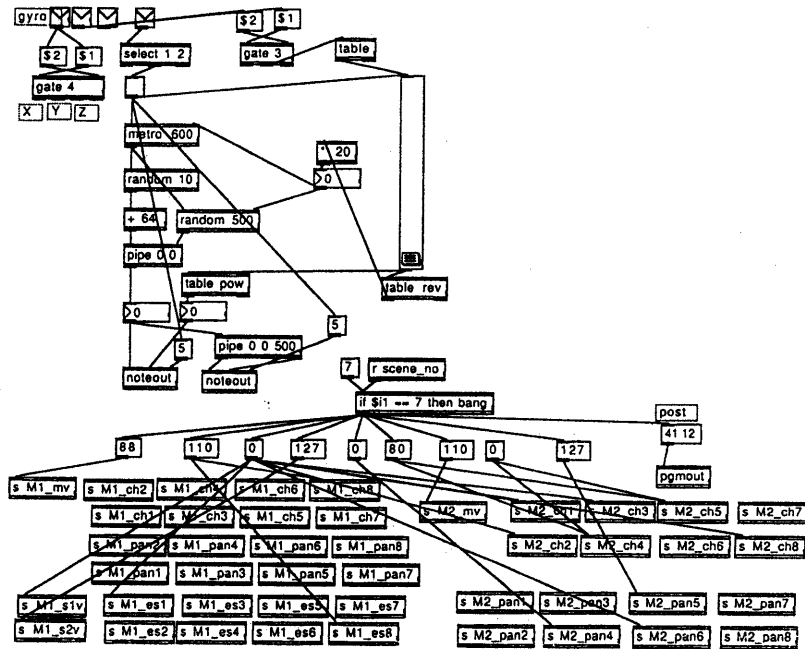 gyro
$2 $1
$2 $1
select 1 2
gate 3
table
gate 4
X Y Z
metro 600
* 20
random 10
>0
+ 64
random 500
pipe 0 0
table pow
table rev
>0
>0
5
5
pipe 0 0 500
noteout
noteout
7
r scene_no
if $i1 == 7 then bang
post
88
110
0
127
0
80
110
0
127
41 12
pgmout
s M1_mv
s M1_ch2
s M1_ch4
s M1_ch6
s M1_ch8
s M1_ch1
s M1_ch3
s M1_ch5
s M1_ch7
s M2_mv
s M2_ch1
s M2_ch3
s M2_ch5
s M2_ch7
s M1_pan2
s M1_pan4
s M1_pan6
s M1_pan8
s M2_ch2
s M2_ch4
s M2_ch6
s M2_ch8
s M1_pan1
s M1_pan3
s M1_pan5
s M1_pan7
s M1_s1v
s M1_es1
s M1_es3
s M1_es5
s M1_es7
s M2_pan1
s M2_pan3
s M2_pan5
s M2_pan7
s M1_s2v
s M1_es2
s M1_es4
s M1_es6
s M1_es8
s M2_pan2
s M2_pan4
s M2_pan6
s M2_pan8